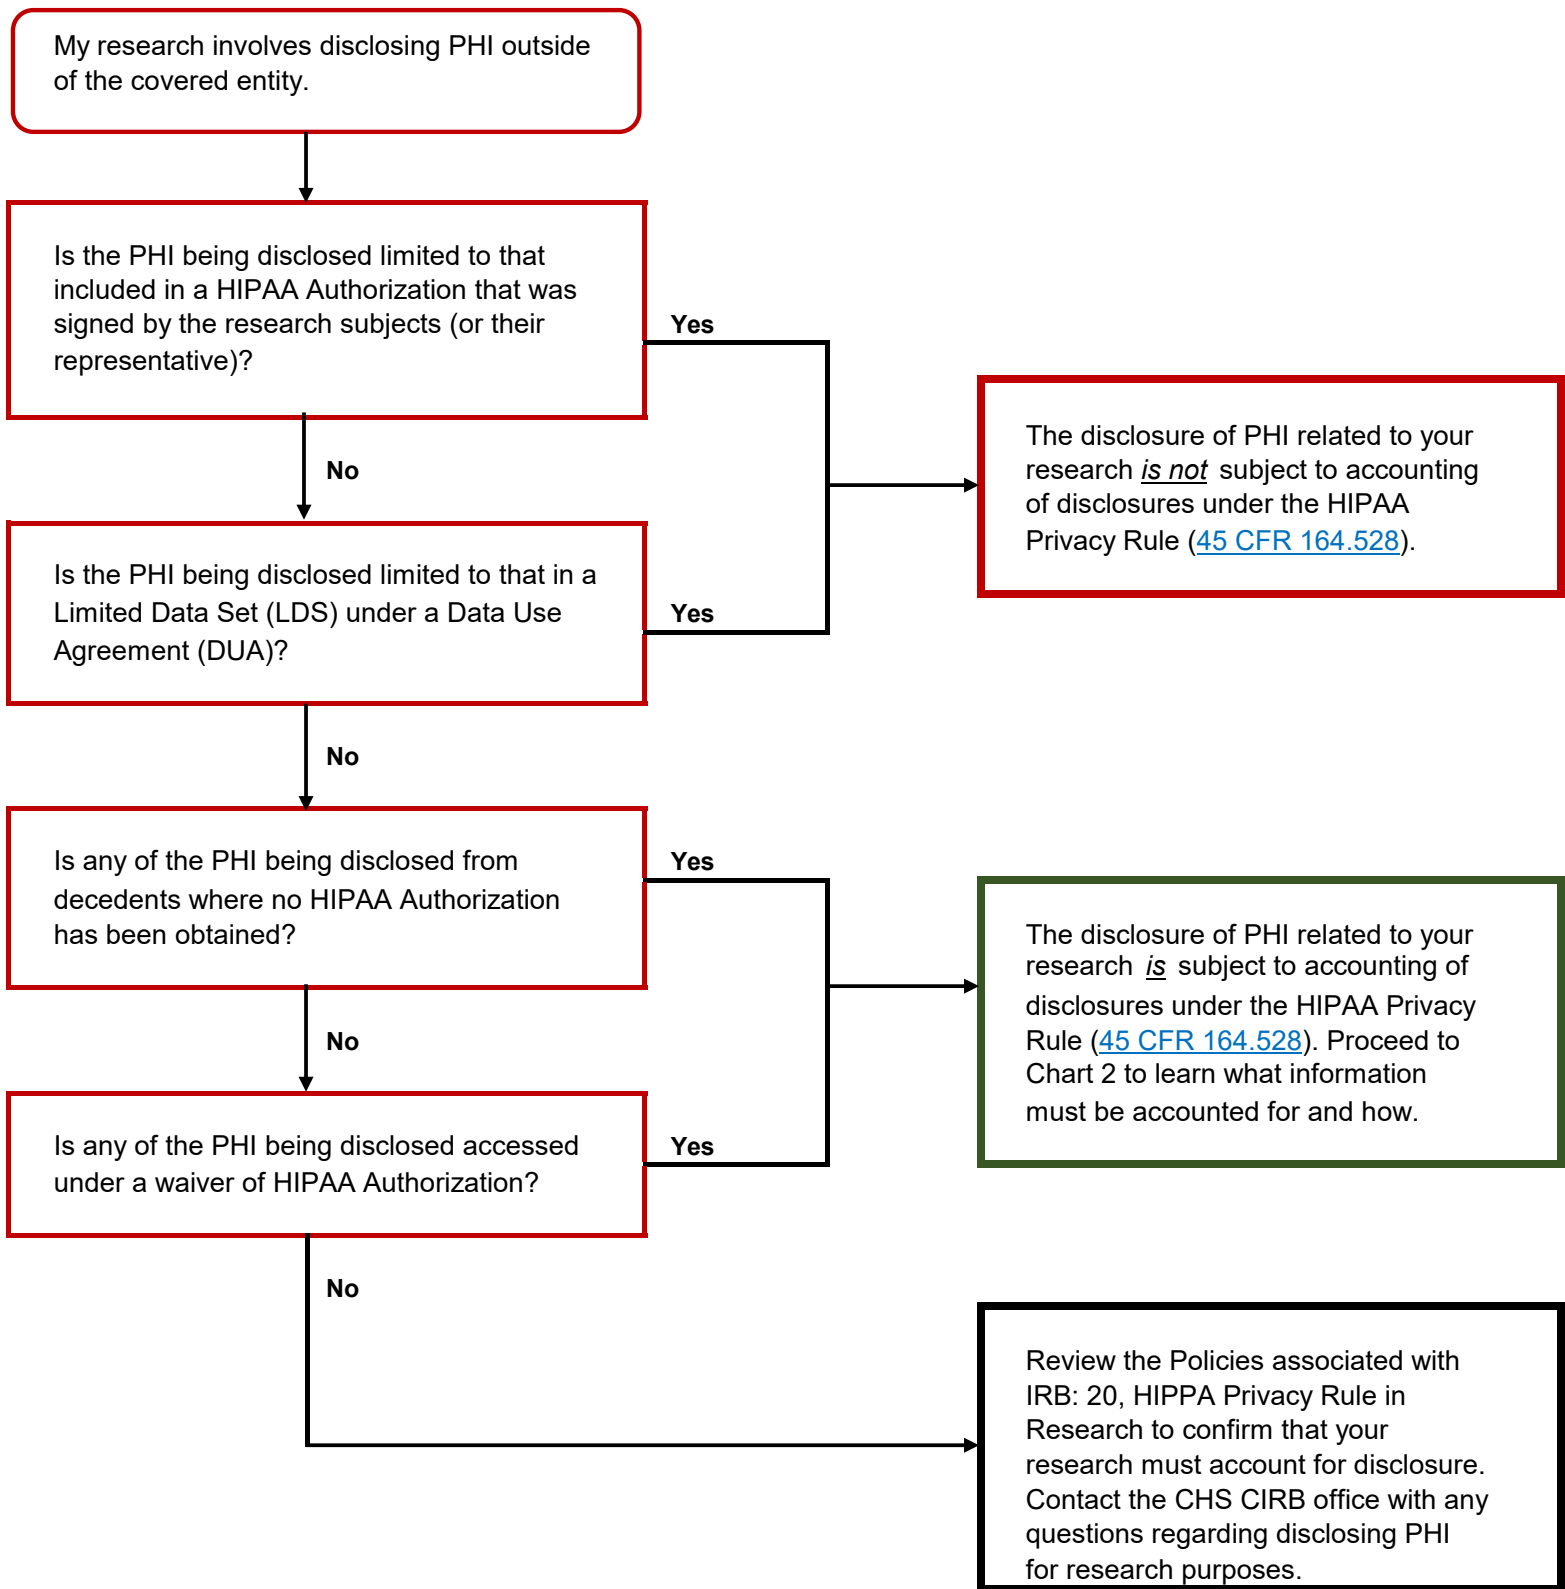 My research involves disclosing PHI outside
of the covered entity.
Is the PHI being disclosed limited to that
included in a HIPAA Authorization that was
signed by the research subjects (or their
representative)?
Yes
No
The disclosure of PHI related to your
research is not subject to accounting
of disclosures under the HIPAA
Privacy Rule (45 CFR 164.528).
Is the PHI being disclosed limited to that in a
Limited Data Set (LDS) under a Data Use
Agreement (DUA)?
Yes
No
Is any of the PHI being disclosed from
decedents where no HIPAA Authorization
has been obtained?
Yes
No
The disclosure of PHI related to your
research is subject to accounting of
disclosures under the HIPAA Privacy
Rule (45 CFR 164.528). Proceed to
Chart 2 to learn what information
must be accounted for and how.
Is any of the PHI being disclosed accessed
under a waiver of HIPAA Authorization?
Yes
No
Review the Policies associated with
IRB: 20, HIPPA Privacy Rule in
Research to confirm that your
research must account for disclosure.
Contact the CHS CIRB office with any
questions regarding disclosing PHI
for research purposes.